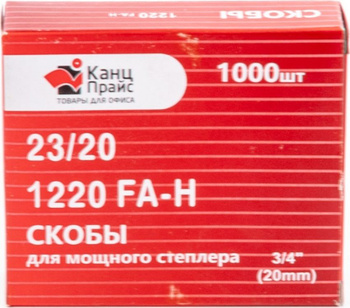 СКОБЫ
Канц
Прайс
ТОВАРЫ ДЛЯ ОФИСА
1000шт
23/20
1220 FA-H
СКОБЫ
для мощного степлера
3/4"
(20mm)